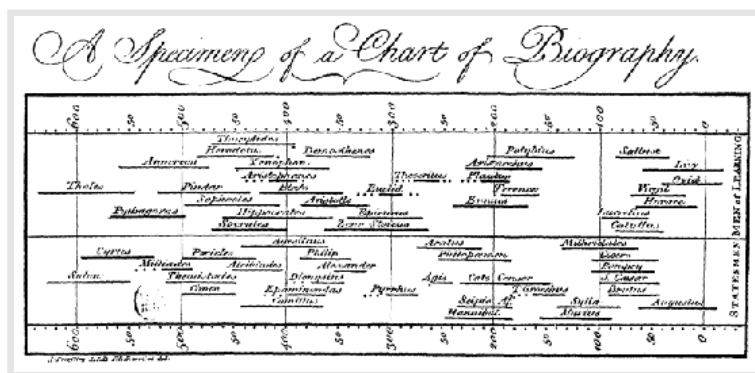 A Specimen of a Chart of Biography.
600 50 500 50 400 50 300 50 200 50 100 50 0
Thucydides
Herodotus Demosthenes Polybius Sallust
Anacreon Xenophon Aristarchus Livy
Aristophanes Theocritus Plautus Ovid
Thales Pindar Plato Euclid Terence Virgil
Sophocles Aristotle Ennius Horace
Pythagoras Hippocrates Epicurus Lucretius
Socrates Zeno Stoicus Catullus
MEN of LEARNING
Camillus Aratus Mithridates
Cyrus Pericles Philip Philopoemen Cicero
Miltiades Alcibiades Alexander Pompey
Solon Themistocles Dionysius Agis Cato Censor J. Caesar
Cimon Epaminondas Pyrrhus T. Gracchus Brutus
Camillus Scipio Af. Sylla Augustus
Hannibal Marius
STATESMEN
600 50 500 50 400 50 300 50 200 50 100 50 0